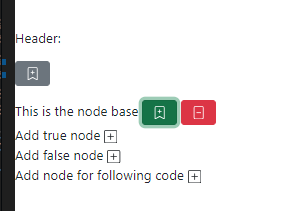 Header:
This is the node base
Add true node
Add false node
Add node for following code